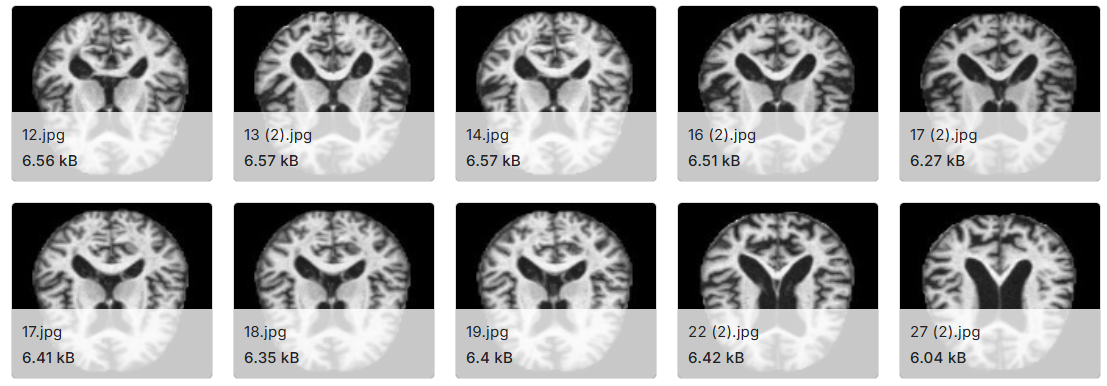 12.jpg
6.56 kB
13 (2).jpg
6.57 kB
14.jpg
6.57 kB
16 (2).jpg
6.51 kB
17 (2).jpg
6.27 kB
17.jpg
6.41 kB
18.jpg
6.35 kB
19.jpg
6.4 kB
22 (2).jpg
6.42 kB
27 (2).jpg
6.04 kB